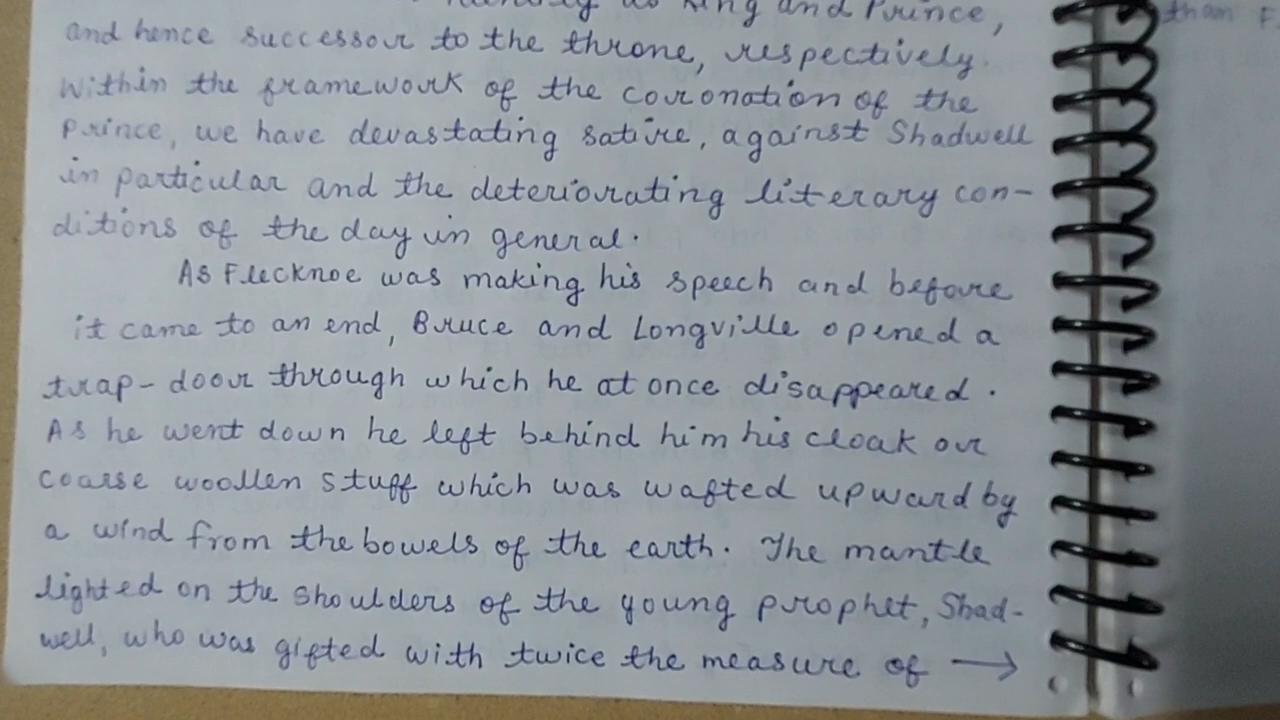 King and Prince,
and hence successor to the throne, respectively.
Within the framework of the coronation of the
Prince, we have devastating satire, against Shadwell
in particular and the deteriorating literary con-
ditions of the day in general.
As Flecknoe was making his speech and before
it came to an end, Bruce and Longville opened a
trap-door through which he at once disappeared.
As he went down he left behind him his cloak or
coarse woollen stuff which was wafted upward by
a wind from the bowels of the earth. The mantle
lighted on the shoulders of the young prophet, Shad-
well, who was gifted with twice the measure of →
than F